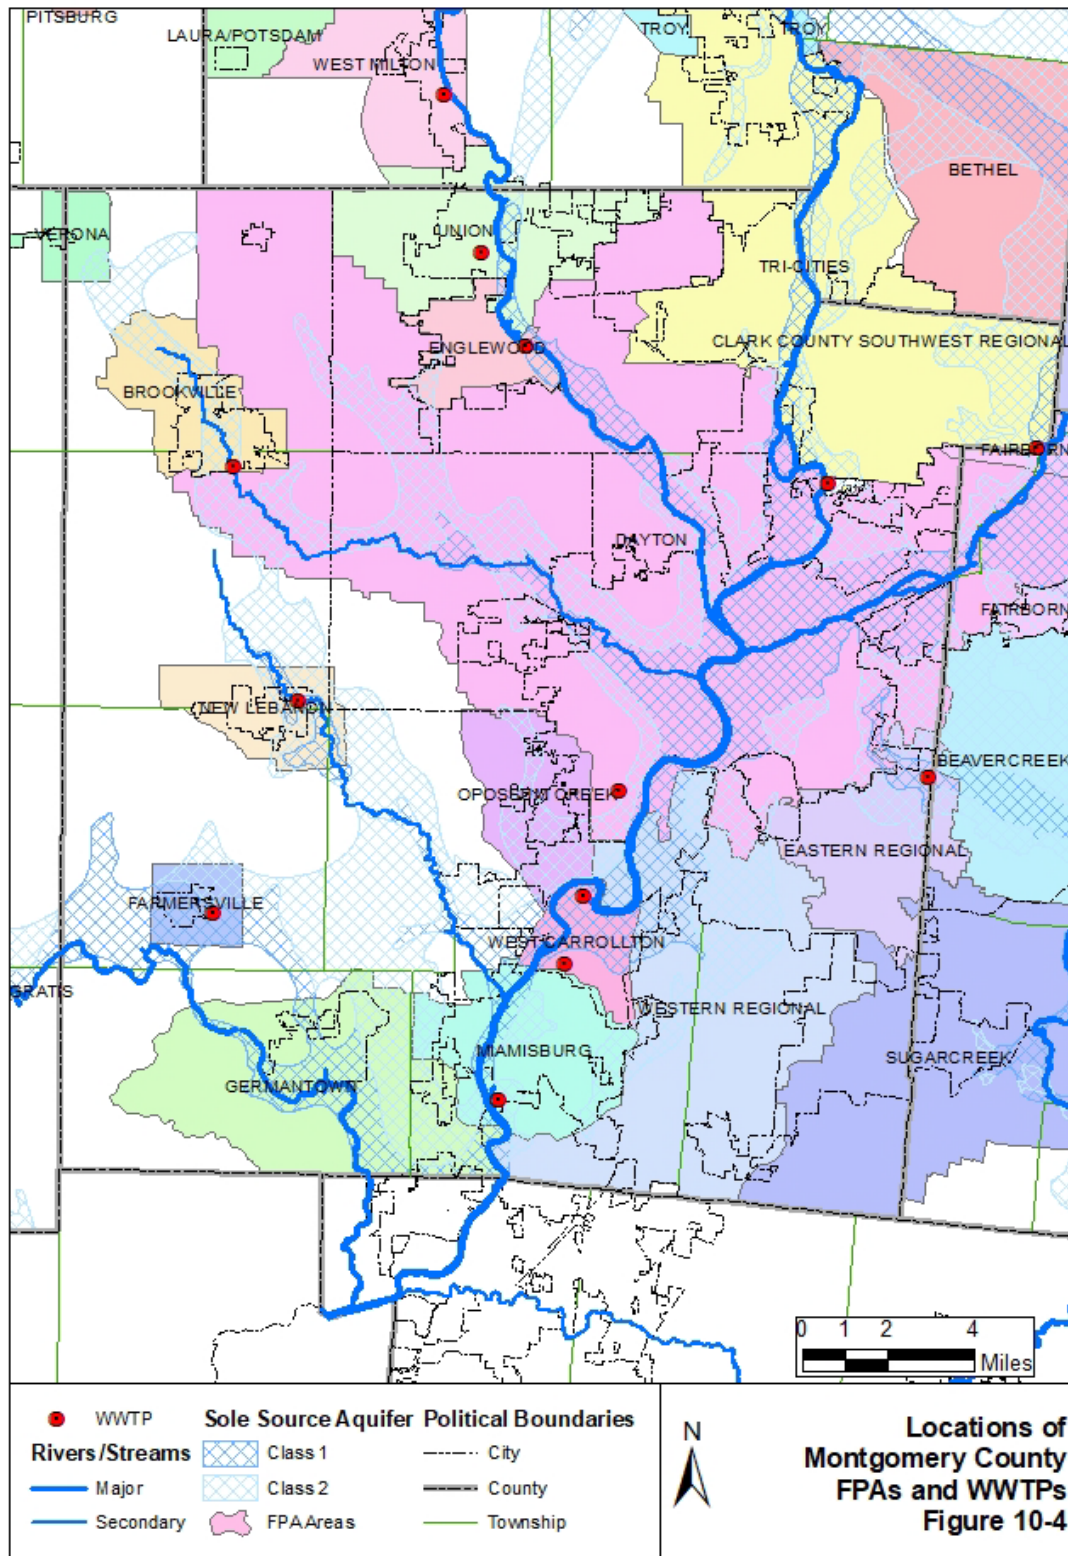 PITSBURG
LAURA/POTSDAM
TROY
TROY
WEST MILTON
BETHEL
UNION
VERONA
TRI-CITIES
ENGLEWOOD
CLARK COUNTY SOUTHWEST REGIONAL
BROOKVILLE
FAIRBORN
DAYTON
FAIRBORN
NEW LEBANON
BEAVERCREEK
OPOSSUM CREEK
EASTERN REGIONAL
FARMERSVILLE
WEST CARROLLTON
GRATIS
WESTERN REGIONAL
MIAMISBURG
SUGARCREEK
GERMANTOWN
0 1 2 4
Miles
WWTP
Rivers/Streams
Major
Secondary
Sole Source Aquifer
Class 1
Class 2
FPA Areas
Political Boundaries
City
County
Township
N
Locations of
Montgomery County
FPAs and WWTPs
Figure 10-4